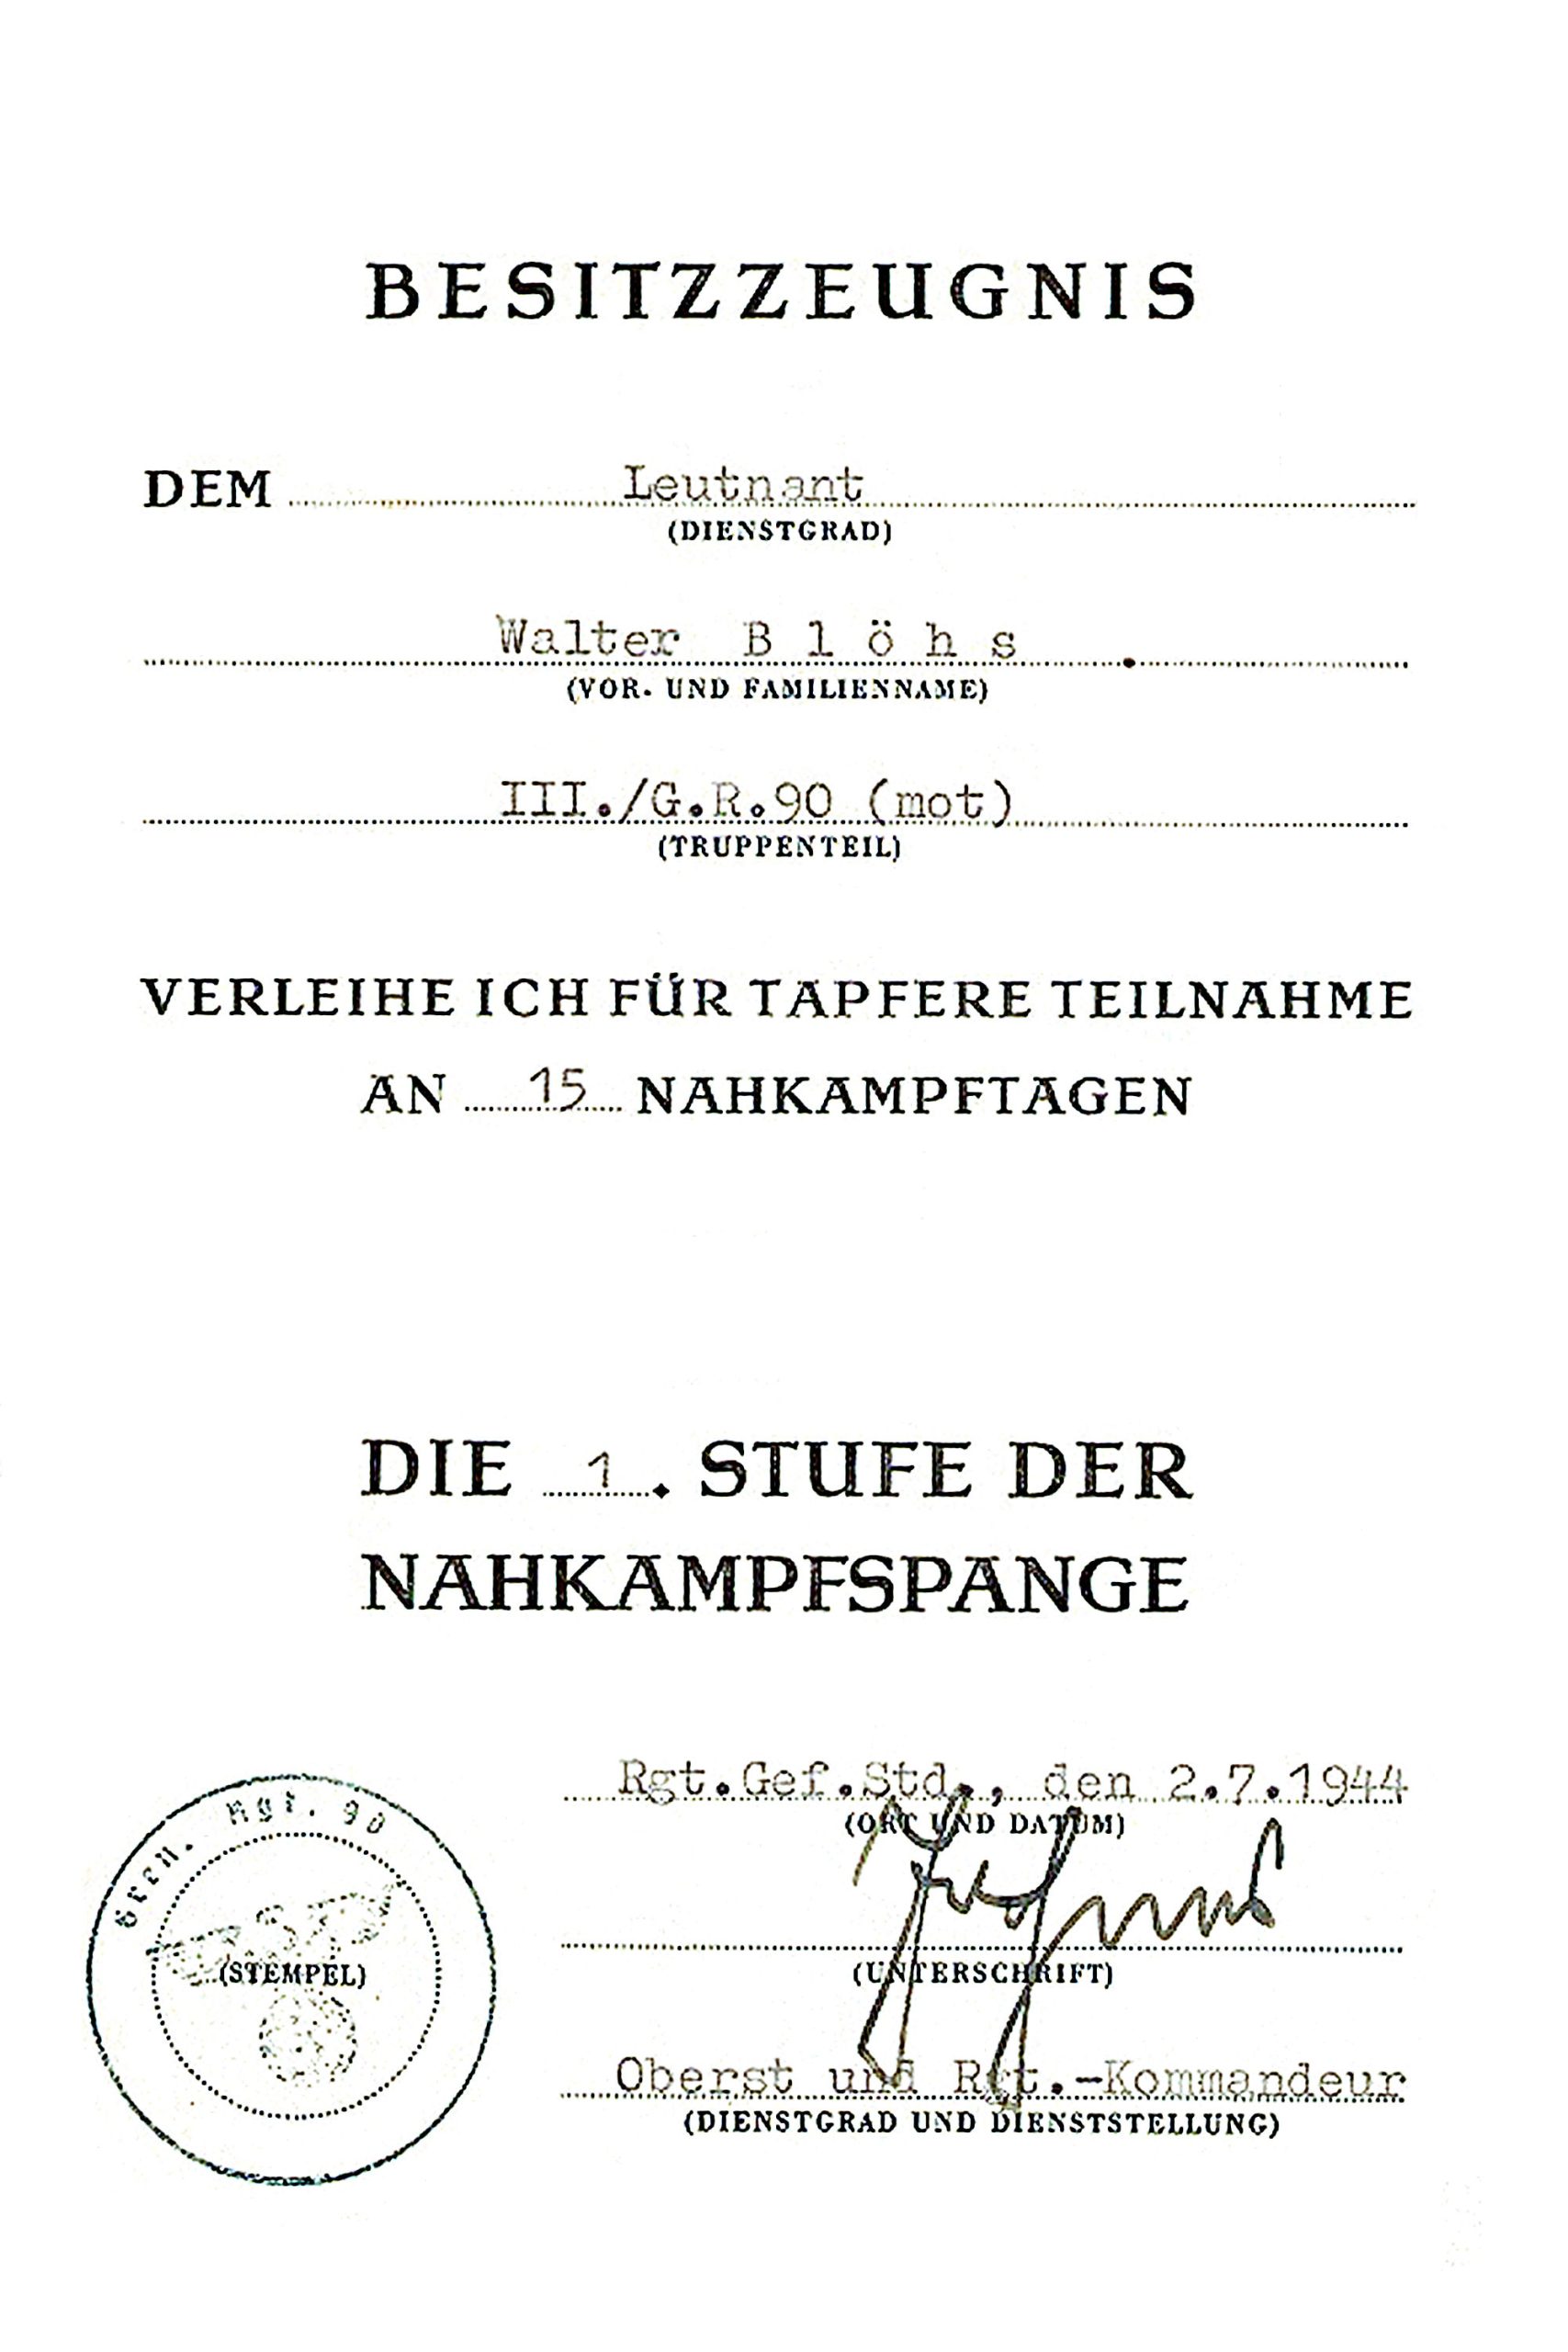 BESITZZEUGNIS
DEM Leutnant
(DIENSTGRAD)
Walter B l ö h s
(VOR- UND FAMILIENNAME)
III./G.R.90 (mot)
(TRUPPENTEIL)
VERLEIHE ICH FÜR TAPFERE TEILNAHME
AN 15 NAHKAMPFTAGEN
DIE 1. STUFE DER
NAHKAMPFSPANGE
Rgt.Gef.Std., den 2.7.1944
(ORT UND DATUM)
Gren. Rgt. 90
(STEMPEL)
(UNTERSCHRIFT)
Oberst und Rgt.-Kommandeur
(DIENSTGRAD UND DIENSTSTELLUNG)